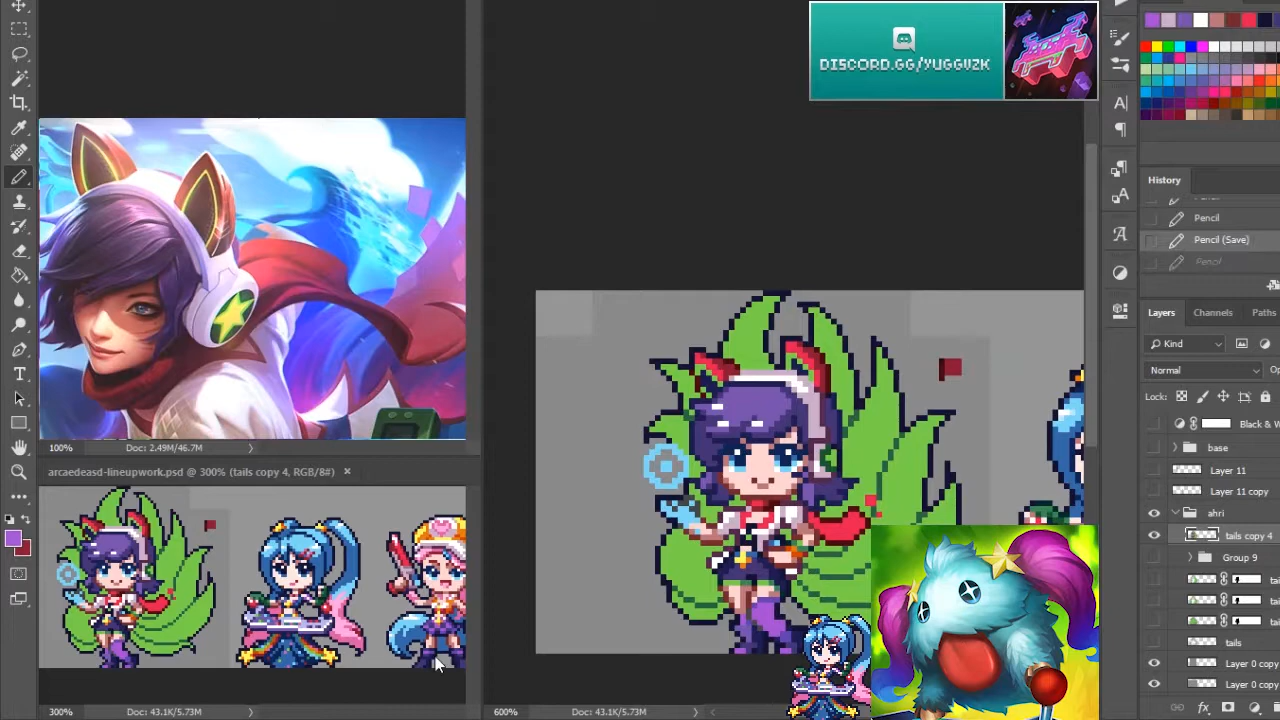 DISCORD.GG/YUGGVZK
100%
Doc: 2.49M/46.7M
arcaedeasd-lineupwork.psd @ 300% (tails copy 4, RGB/8#)
300%
Doc: 43.1K/5.73M
600%
Doc: 43.1K/5.73M
T
A
A
A
History
Pencil
Pencil (Save)
Pencil
Layers
Channels
Paths
Kind
Normal
Lock:
Black & W
base
Layer 11
Layer 11 copy
ahri
tails copy 4
Group 9
tails
Layer 0 copy
Layer 0 copy
fx